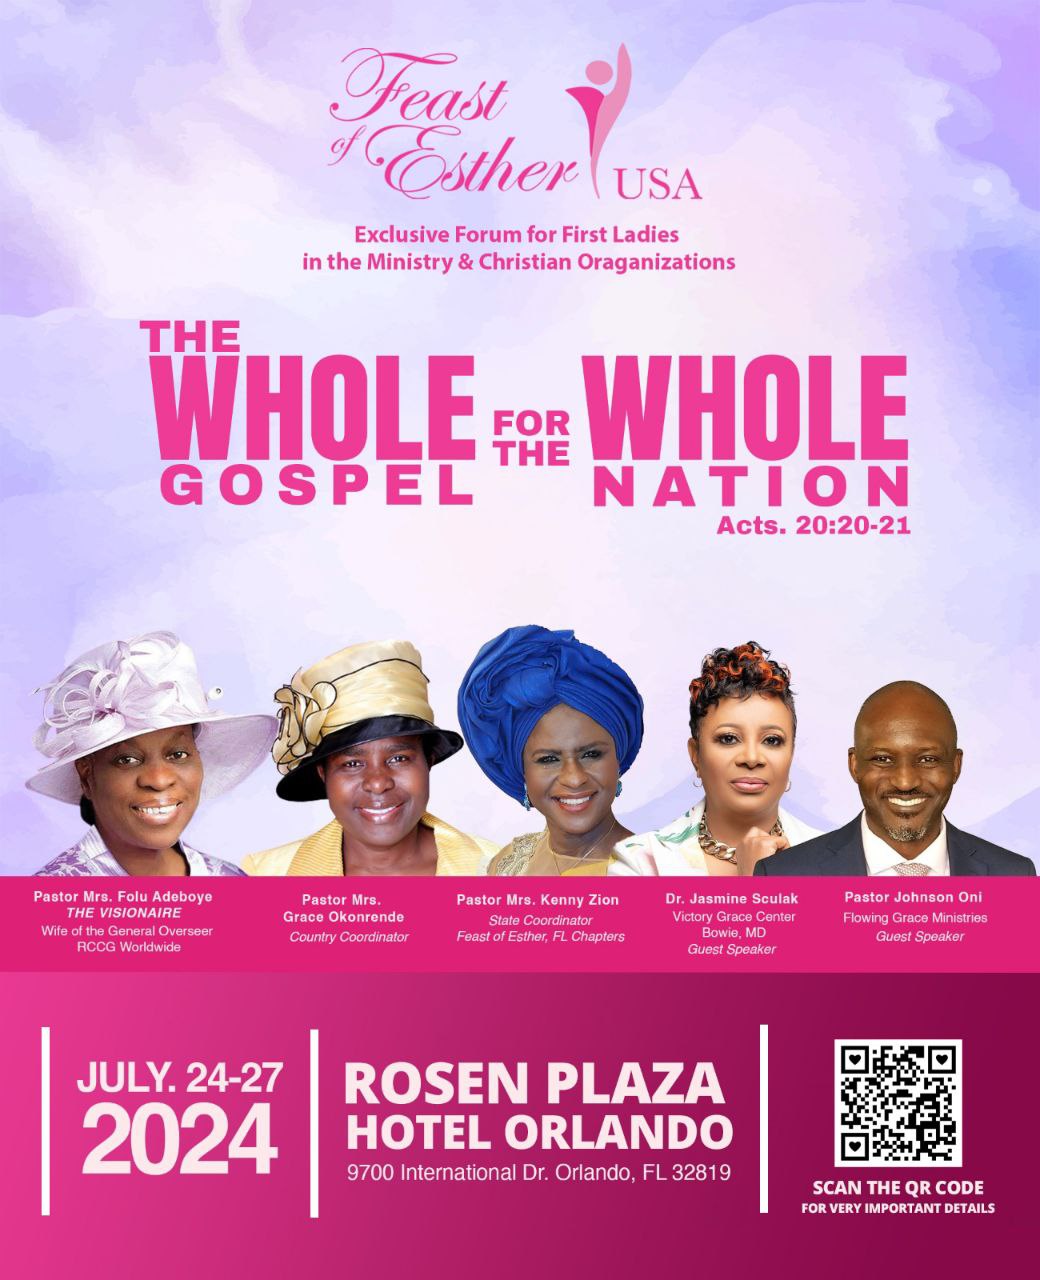 Feast
of Esther USA
Exclusive Forum for First Ladies
in the Ministry & Christian Oraganizations
THE
WHOLE
GOSPEL
FOR
THE
WHOLE
NATION
Acts. 20:20-21
Pastor Mrs. Folu Adeboye
THE VISIONAIRE
Wife of the General Overseer
RCCG Worldwide
Pastor Mrs.
Grace Okonrende
Country Coordinator
Pastor Mrs. Kenny Zion
State Coordinator
Feast of Esther, FL Chapters
Dr. Jasmine Sculak
Victory Grace Center
Bowie, MD
Guest Speaker
Pastor Johnson Oni
Flowing Grace Ministries
Guest Speaker
JULY. 24-27
2024
ROSEN PLAZA
HOTEL ORLANDO
9700 International Dr. Orlando, FL 32819
SCAN THE QR CODE
FOR VERY IMPORTANT DETAILS